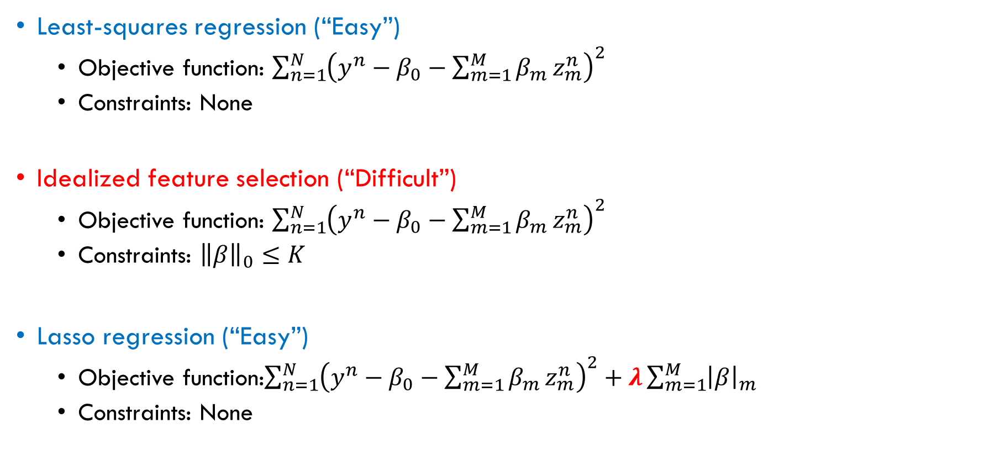 • Least-squares regression (“Easy”)
• Objective function: $\sum_{n=1}^{N}\left(y^n - \beta_0 - \sum_{m=1}^{M}\beta_m z_m^n\right)^2$
• Constraints: None
• Idealized feature selection (“Difficult”)
• Objective function: $\sum_{n=1}^{N}\left(y^n - \beta_0 - \sum_{m=1}^{M}\beta_m z_m^n\right)^2$
• Constraints: $\|\beta\|_0 \leq K$
• Lasso regression (“Easy”)
• Objective function:$\sum_{n=1}^{N}\left(y^n - \beta_0 - \sum_{m=1}^{M}\beta_m z_m^n\right)^2 + \lambda \sum_{m=1}^{M}|\beta|_m$
• Constraints: None